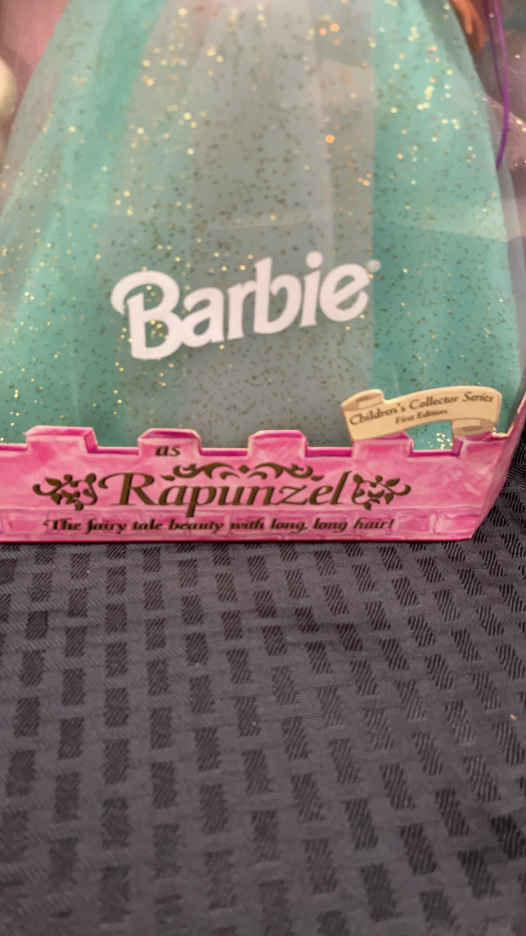 Barbie®
Children's Collector Series
First Edition
as
Rapunzel
The fairy tale beauty with long, long hair!